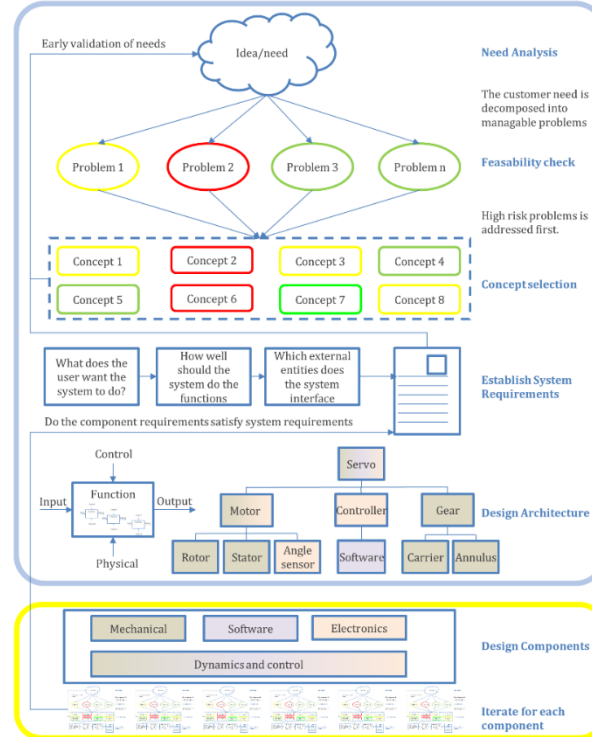 Early validation of needs
Idea/need
Need Analysis
The customer need is
decomposed into
managable problems
Problem 1
Problem 2
Problem 3
Problem n
Feasability check
High risk problems is
addressed first.
Concept 1
Concept 2
Concept 3
Concept 4
Concept 5
Concept 6
Concept 7
Concept 8
Concept selection
What does the
user want the
system to do?
How well
should the
system do the
functions
Which external
entities does
the system
interface
Establish System
Requirements
Do the component requirements satisfy system requirements
Control
Input
Function
Output
Physical
Servo
Motor
Controller
Gear
Rotor
Stator
Angle
sensor
Software
Carrier
Annulus
Design Architecture
Mechanical
Software
Electronics
Dynamics and control
Design Components
Iterate for each
component